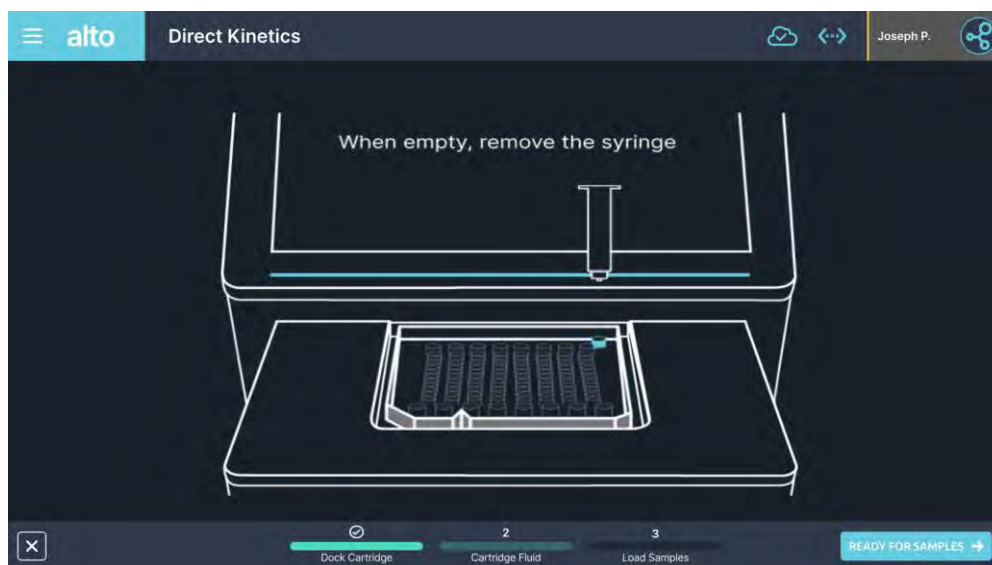 alto
Direct Kinetics
Joseph P.
When empty, remove the syringe
2
3
Dock Cartridge
Cartridge Fluid
Load Samples
READY FOR SAMPLES